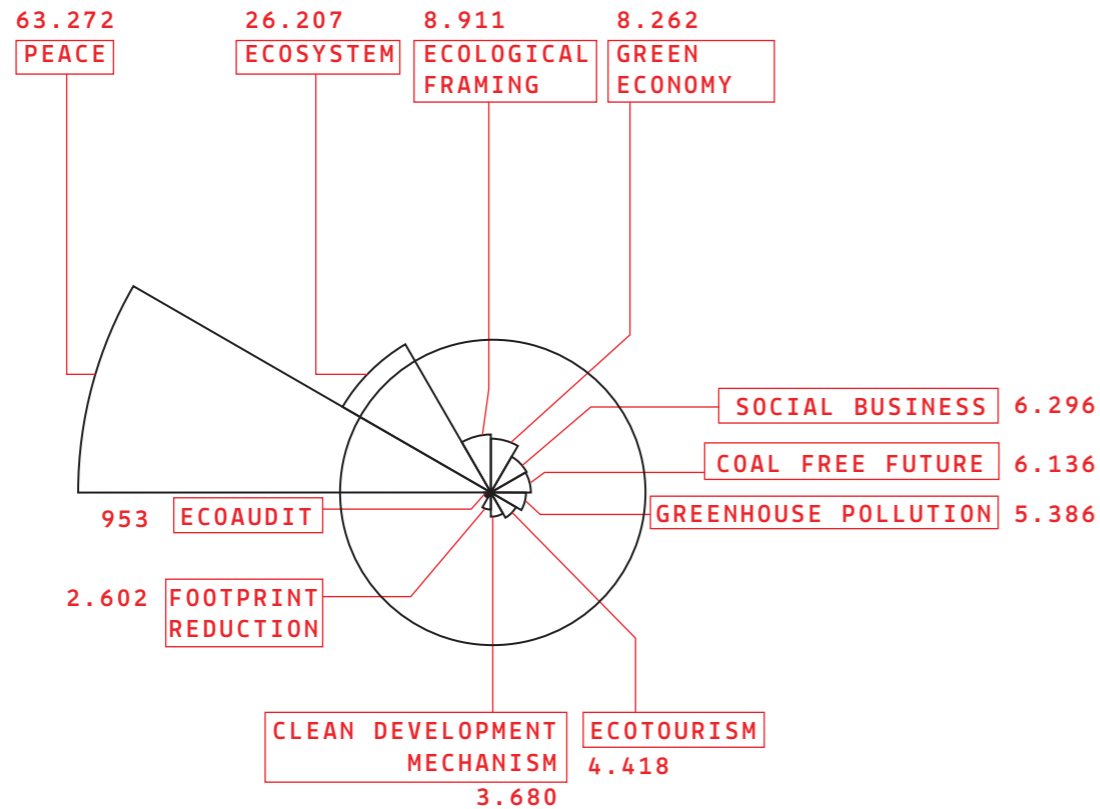 63.272
PEACE
26.207
ECOSYSTEM
8.911
ECOLOGICAL
FRAMING
8.262
GREEN
ECONOMY
SOCIAL BUSINESS 6.296
COAL FREE FUTURE 6.136
GREENHOUSE POLLUTION 5.386
953 ECOAUDIT
2.602 FOOTPRINT
REDUCTION
CLEAN DEVELOPMENT
MECHANISM
3.680
ECOTOURISM
4.418